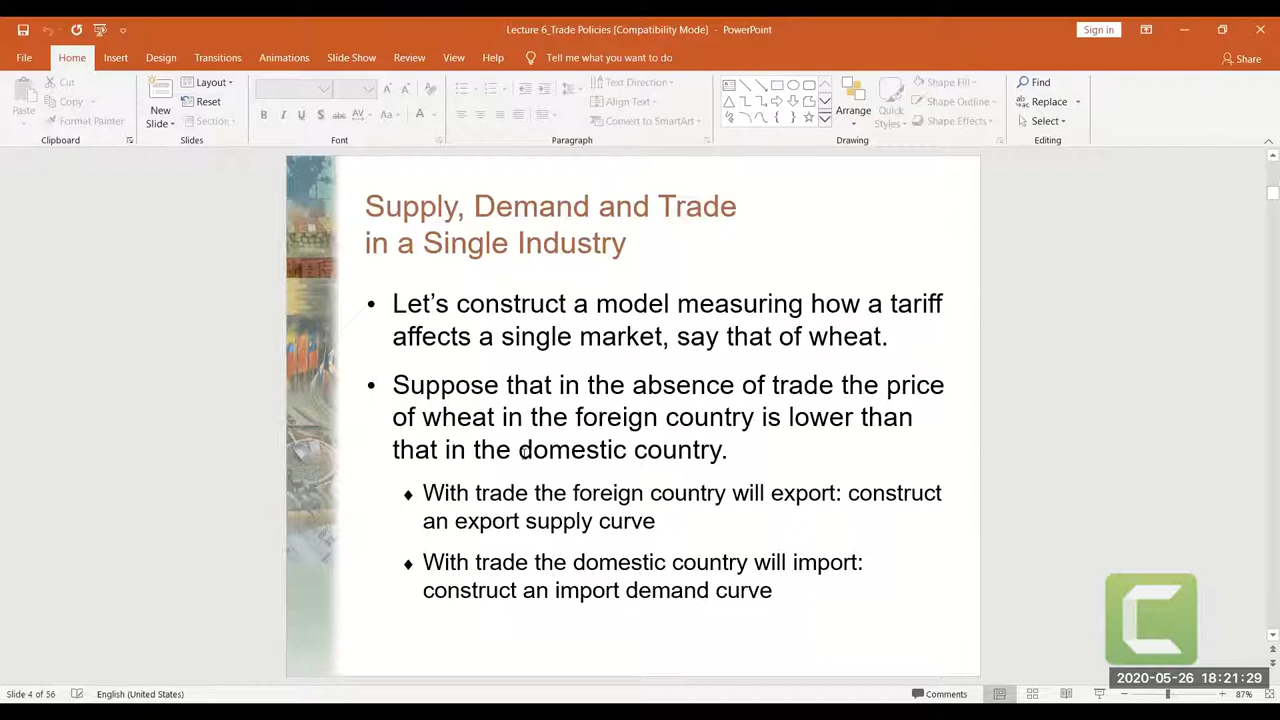 Lecture 6_Trade Policies [Compatibility Mode] - PowerPoint
Sign in
File Home Insert Design Transitions Animations Slide Show Review View Help Tell me what you want to do
Share
Paste
Cut
Copy
Format Painter
Clipboard
New Slide
Layout
Reset
Section
Slides
B I U S abc AV Aa A
Font
Text Direction
Align Text
Convert to SmartArt
Paragraph
Arrange
Quick Styles
Shape Fill
Shape Outline
Shape Effects
Drawing
Find
Replace
Select
Editing
Supply, Demand and Trade
in a Single Industry
• Let’s construct a model measuring how a tariff
affects a single market, say that of wheat.
• Suppose that in the absence of trade the price
of wheat in the foreign country is lower than
that in the domestic country.
♦ With trade the foreign country will export: construct
an export supply curve
♦ With trade the domestic country will import:
construct an import demand curve
2020-05-26 18:21:29
Slide 4 of 56
English (United States)
Comments
87%